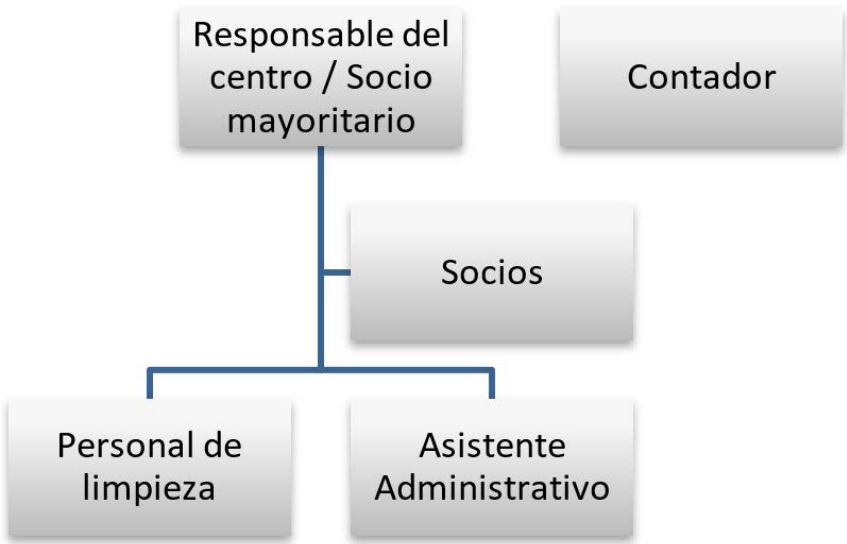 Responsable del
centro / Socio
mayoritario
Contador
Socios
Personal de
limpieza
Asistente
Administrativo